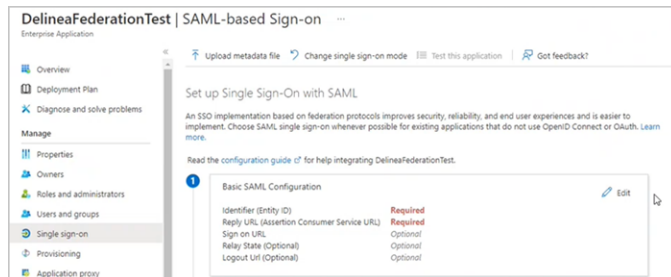 DelineaFederationTest | SAML-based Sign-on ...
Enterprise Application
Upload metadata file Change single sign-on mode Test this application Got feedback?
Overview
Deployment Plan
Diagnose and solve problems
Manage
Properties
Owners
Roles and administrators
Users and groups
Single sign-on
Provisioning
Application proxy
Set up Single Sign-On with SAML
An SSO implementation based on federation protocols improves security, reliability, and end user experiences and is easier to
implement. Choose SAML single sign-on whenever possible for existing applications that do not use OpenID Connect or OAuth. Learn
more.
Read the configuration guide for help integrating DelineaFederationTest.
1
Basic SAML Configuration
Edit
Identifier (Entity ID) Required
Reply URL (Assertion Consumer Service URL) Required
Sign on URL Optional
Relay State (Optional) Optional
Logout Url (Optional) Optional